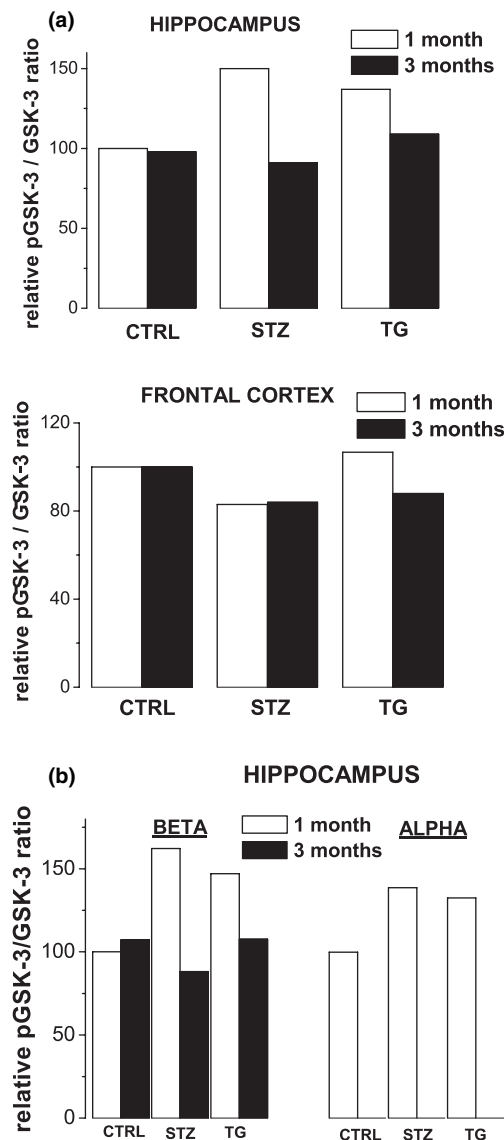 (a)
HIPPOCAMPUS
1 month
3 months
relative pGSK-3 / GSK-3 ratio
150
100
50
0
CTRL STZ TG
FRONTAL CORTEX
1 month
3 months
relative pGSK-3 / GSK-3 ratio
120
80
40
0
CTRL STZ TG
(b)
HIPPOCAMPUS
BETA
1 month
3 months
ALPHA
relative pGSK-3/GSK-3 ratio
150
100
50
0
CTRL STZ TG CTRL STZ TG